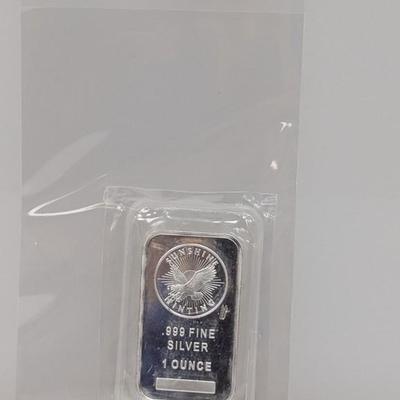 SUNSHINE
MINTING
.999 FINE
SILVER
1 OUNCE